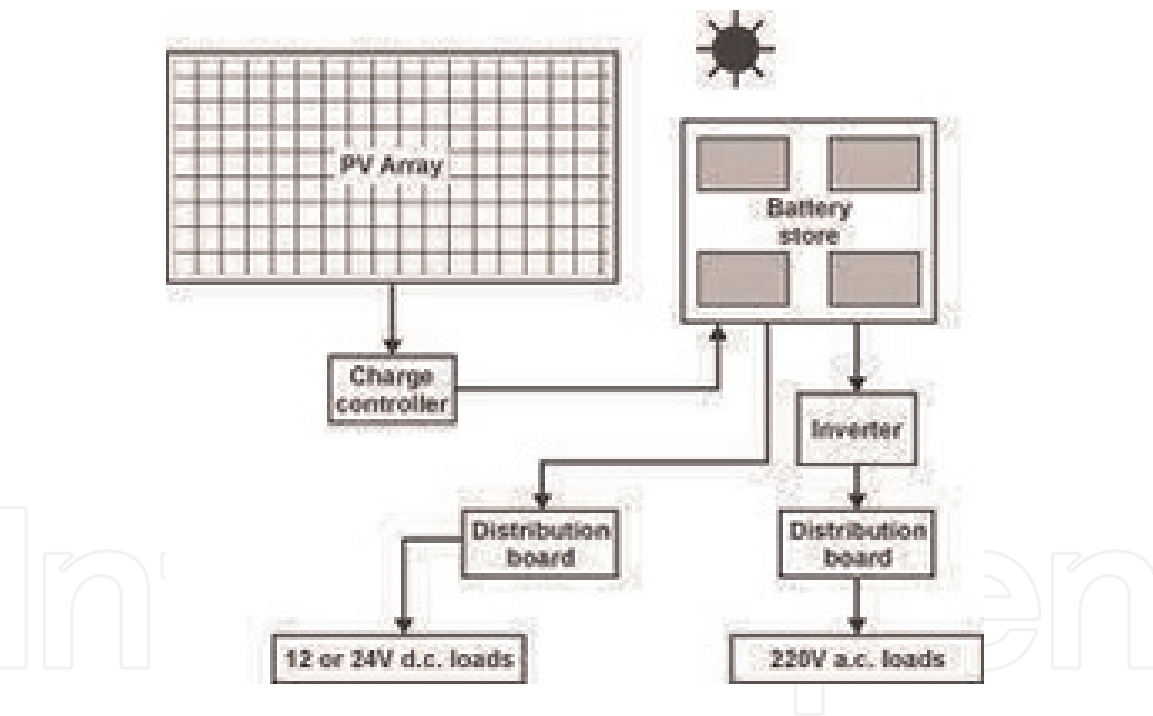 PV Array
Battery
store
Charge
controller
Inverter
Distribution
board
Distribution
board
12 or 24V d.c. loads
220V a.c. loads